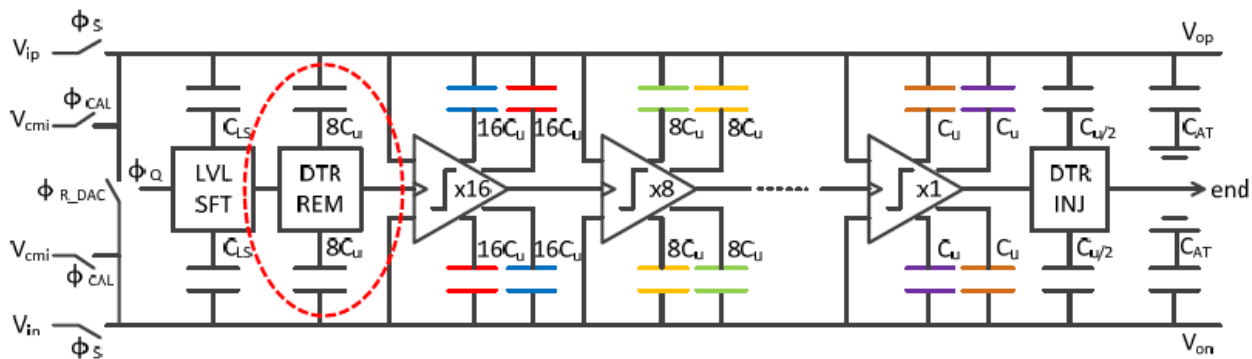 ϕS
Vip
Vop
ϕCAL
Vcmi
CLS
8Cu
16Cu 16Cu
8Cu 8Cu
Cu Cu
Cu/2
CAT
ϕQ
LVL SFT
DTR REM
x16
x8
x1
DTR INJ
end
ϕR_DAC
CLS
8Cu
16Cu 16Cu
8Cu 8Cu
Cu Cu
Cu/2
CAT
Vcmi
ϕCAL
Vin
Von
ϕS